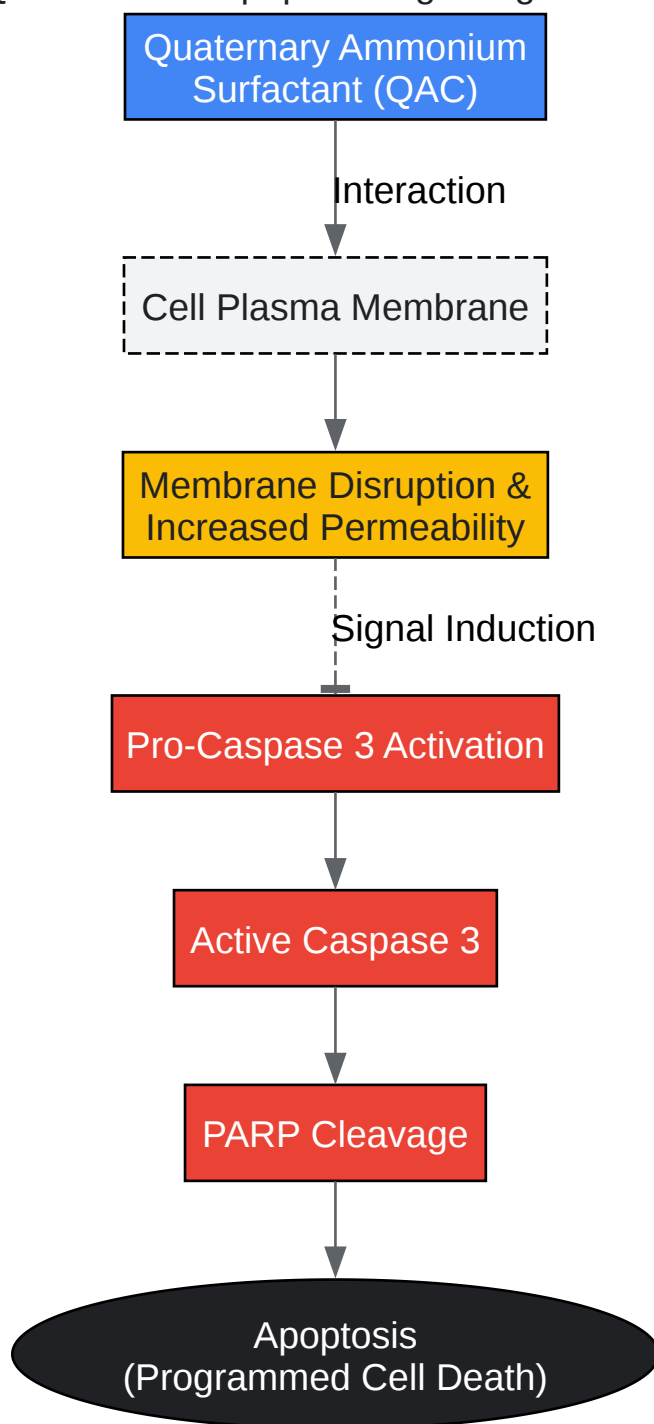 Quaternary Ammonium
Surfactant (QAC)
Interaction
Cell Plasma Membrane
Membrane Disruption &
Increased Permeability
Signal Induction
Pro-Caspase 3 Activation
Active Caspase 3
PARP Cleavage
Apoptosis
(Programmed Cell Death)